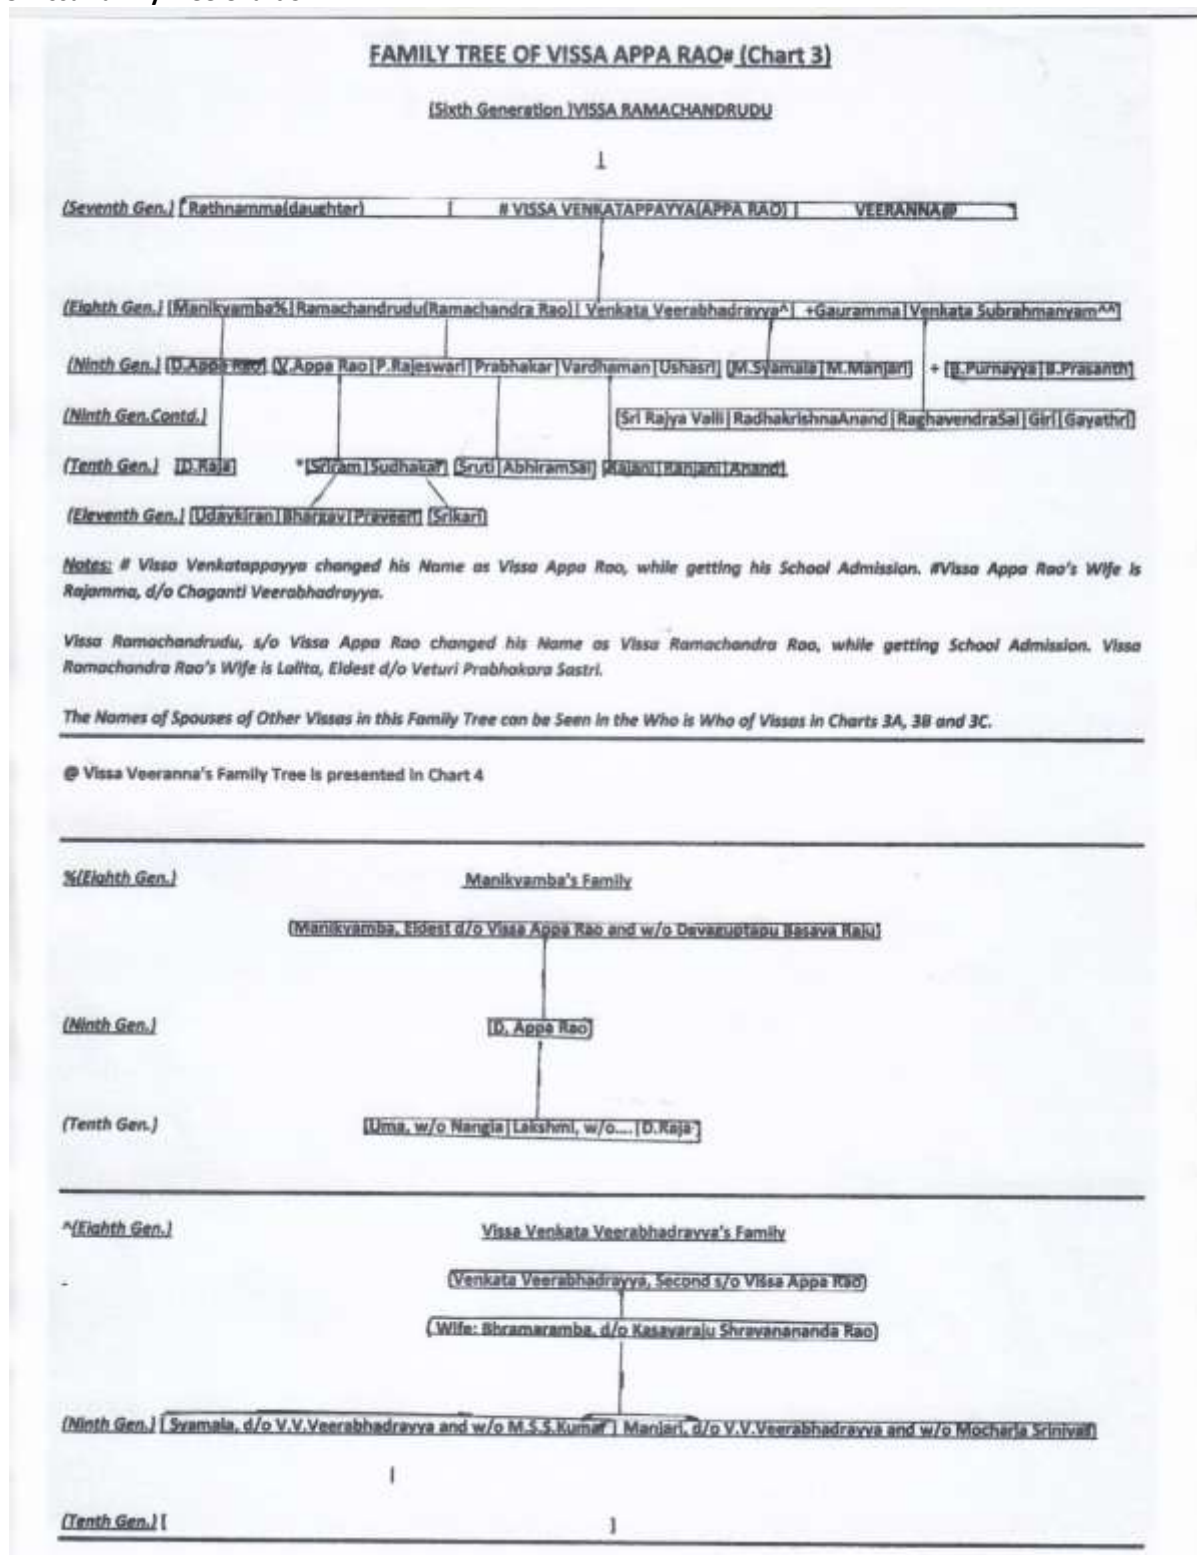 FAMILY TREE OF VISSA APPA RAO# (Chart 3)
(Sixth Generation )VISSA RAMACHANDRUDU
(Seventh Gen.) [ Rathnamma(daughter) [ # VISSA VENKATAPPAYYA(APPA RAO) ] VEERANNA@ ]
(Eighth Gen.) [Manikyamba%|Ramachandrudu(Ramachandra Rao)| Venkata Veerabhadrayya^] +Gauramma|Venkata Subrahmanyam^^]
(Ninth Gen.) [D.Appa Rao] [V.Appa Rao|P.Rajeswari|Prabhakar|Vardhaman|Ushasri] [M.Syamala|M.Manjari] + [B.Purnayya|B.Prasanth]
(Ninth Gen.Contd.) [Sri Rajya Valli|RadhakrishnaAnand|RaghavendraSai|Giri|Gayathri]
(Tenth Gen.) [D.Raja] *[Sriram|Sudhakar] [Sruti|AbhiramSai] [Rajani|Ranjani|Anand]
(Eleventh Gen.) [Udaykiran|Bhargav|Praveen] [Srikari]
Notes: # Vissa Venkatappayya changed his Name as Vissa Appa Rao, while getting his School Admission. #Vissa Appa Rao's Wife is
Rajamma, d/o Chaganti Veerabhadrayya.
Vissa Ramachandrudu, s/o Vissa Appa Rao changed his Name as Vissa Ramachandra Rao, while getting School Admission. Vissa
Ramachandra Rao's Wife is Lalita, Eldest d/o Veturi Prabhakara Sastri.
The Names of Spouses of Other Vissas in this Family Tree can be Seen in the Who is Who of Vissas in Charts 3A, 3B and 3C.
@ Vissa Veeranna's Family Tree is presented in Chart 4
%(Eighth Gen.) Manikyamba's Family
[Manikyamba, Eldest d/o Vissa Appa Rao and w/o Devaguptapu Basava Raju]
(Ninth Gen.) [D. Appa Rao]
(Tenth Gen.) [Uma, w/o Nangia|Lakshmi, w/o....|D.Raja]
^(Eighth Gen.) Vissa Venkata Veerabhadrayya's Family
(Venkata Veerabhadrayya, Second s/o Vissa Appa Rao)
(Wife: Bhramaramba, d/o Kasavaraju Shravanananda Rao)
(Ninth Gen.) [ Syamala, d/o V.V.Veerabhadrayya and w/o M.S.S.Kumar | Manjari, d/o V.V.Veerabhadrayya and w/o Mocharla Srinivas]
(Tenth Gen.) [ ]